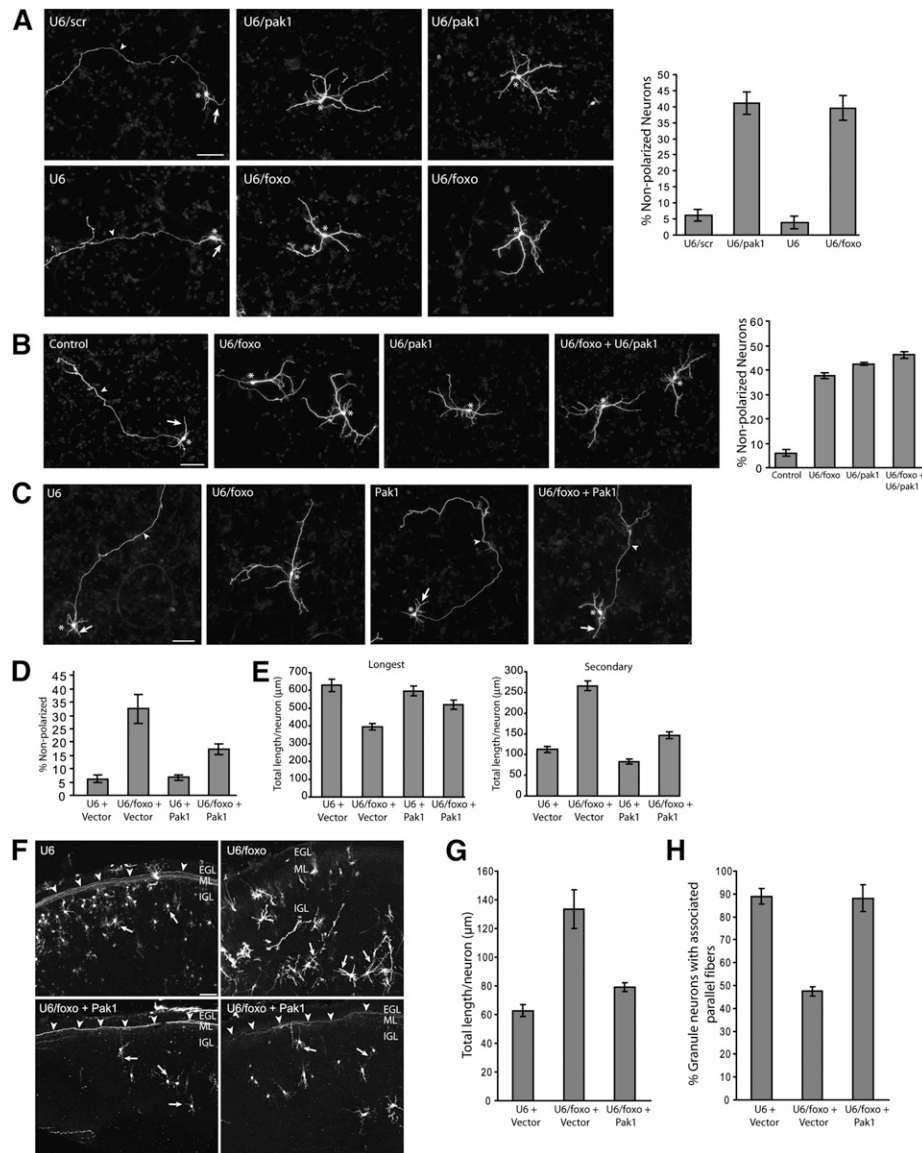 A
U6/scr
U6/pak1
U6/pak1
*
*
*
U6
U6/foxo
U6/foxo
*
*
*
% Non-polarized Neurons
50
45
40
35
30
25
20
15
10
5
0
U6/scr U6/pak1 U6 U6/foxo
B
Control
U6/foxo
U6/pak1
U6/foxo + U6/pak1
*
*
*
*
*
*
% Non-polarized Neurons
60
50
40
30
20
10
0
Control U6/foxo U6/pak1 U6/foxo +
U6/pak1
C
U6
U6/foxo
Pak1
U6/foxo + Pak1
*
*
*
*
D
% Non-polarized
45
40
35
30
25
20
15
10
5
0
U6 + U6/foxo + U6 + U6/foxo +
Vector Vector Pak1 Pak1
E
Longest
Total length/neuron (µm)
700
600
500
400
300
200
100
0
U6 + U6/foxo + U6 + U6/foxo +
Vector Vector Pak1 Pak1
Secondary
Total length/neuron (µm)
300
250
200
150
100
50
0
U6 + U6/foxo + U6 + U6/foxo +
Vector Vector Pak1 Pak1
F
U6
EGL
ML
IGL
U6/foxo
EGL
ML
IGL
U6/foxo + Pak1
EGL
ML
IGL
U6/foxo + Pak1
EGL
ML
IGL
G
Total length/neuron (µm)
160
140
120
100
80
60
40
20
0
U6 + U6/foxo + U6/foxo +
Vector Vector Pak1
H
% Granule neurons with associated
parallel fibers
100
90
80
70
60
50
40
30
20
10
0
U6 + U6/foxo + U6/foxo +
Vector Vector Pak1